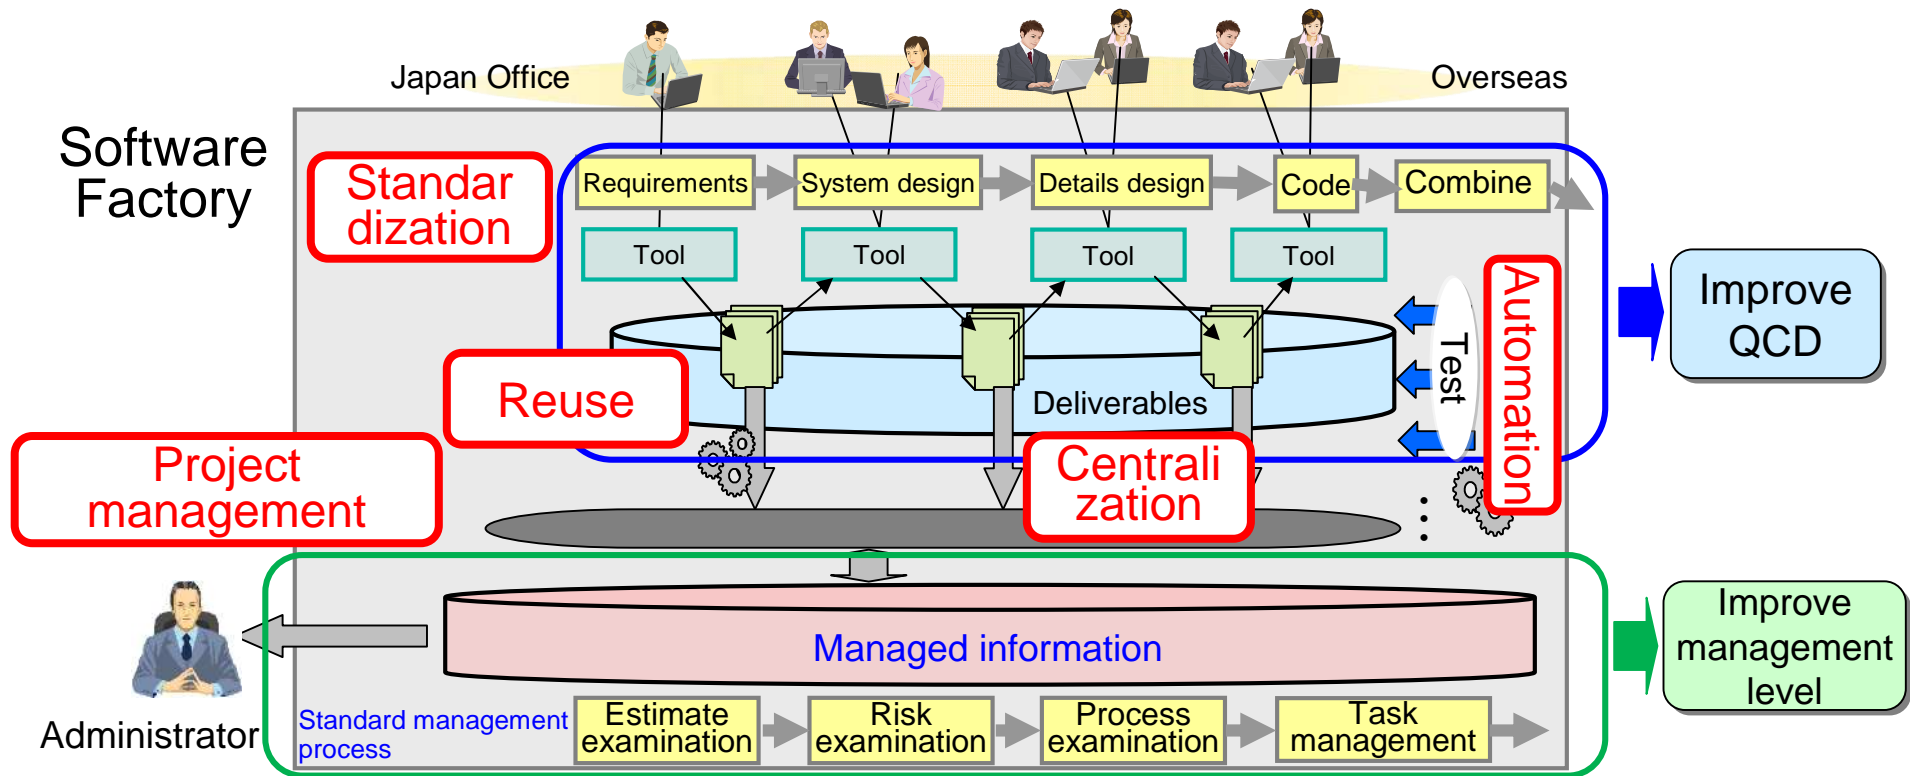 Japan Office
Overseas
Software
Factory
Standar
dization
Requirements
System design
Details design
Code
Combine
Tool
Tool
Tool
Tool
Automation
Test
Improve
QCD
Reuse
Deliverables
Project
management
Centrali
zation
Managed information
Improve
management
level
Administrator
Standard management
process
Estimate
examination
Risk
examination
Process
examination
Task
management